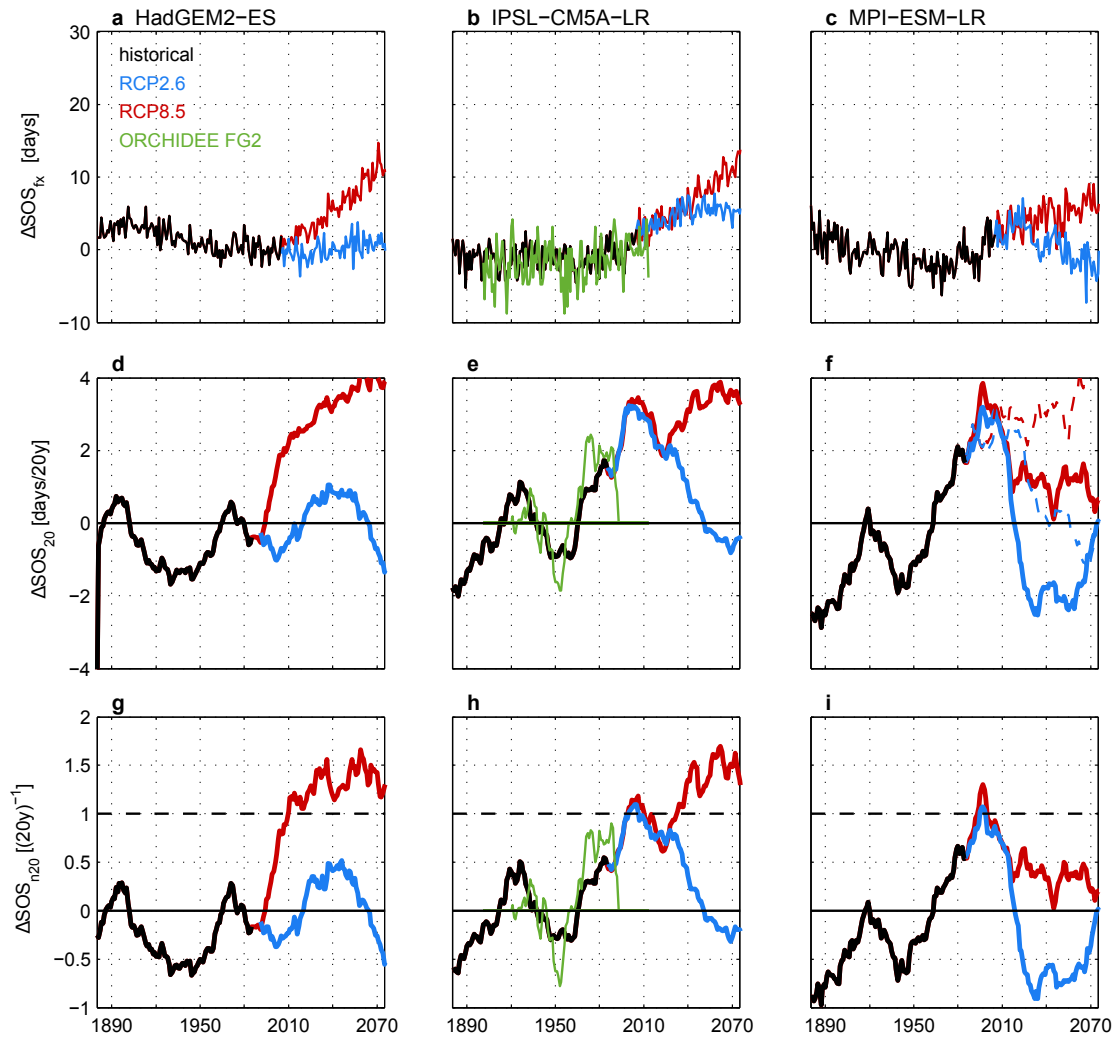 a HadGEM2−ES
b IPSL−CM5A−LR
c MPI−ESM−LR
30
20
10
0
−10
ΔSOS_fx [days]
historical
RCP2.6
RCP8.5
ORCHIDEE FG2
d
e
f
4
2
0
−2
−4
ΔSOS_20 [days/20y]
g
h
i
2
1.5
1
0.5
0
−0.5
−1
ΔSOS_n20 [(20y)^−1]
1890 1950 2010 2070
1890 1950 2010 2070
1890 1950 2010 2070